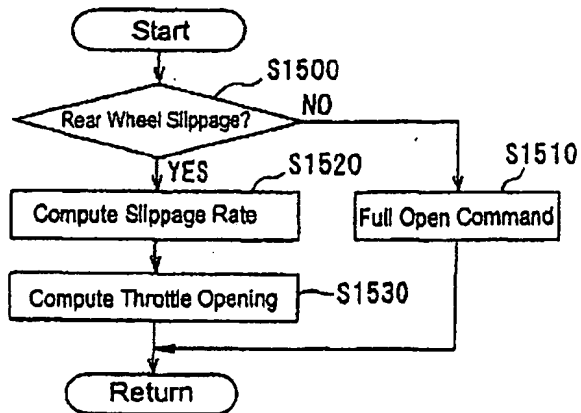 Start
S1500
Rear Wheel Slippage?
NO
YES
S1520
S1510
Compute Slippage Rate
Full Open Command
Compute Throttle Opening
S1530
Return